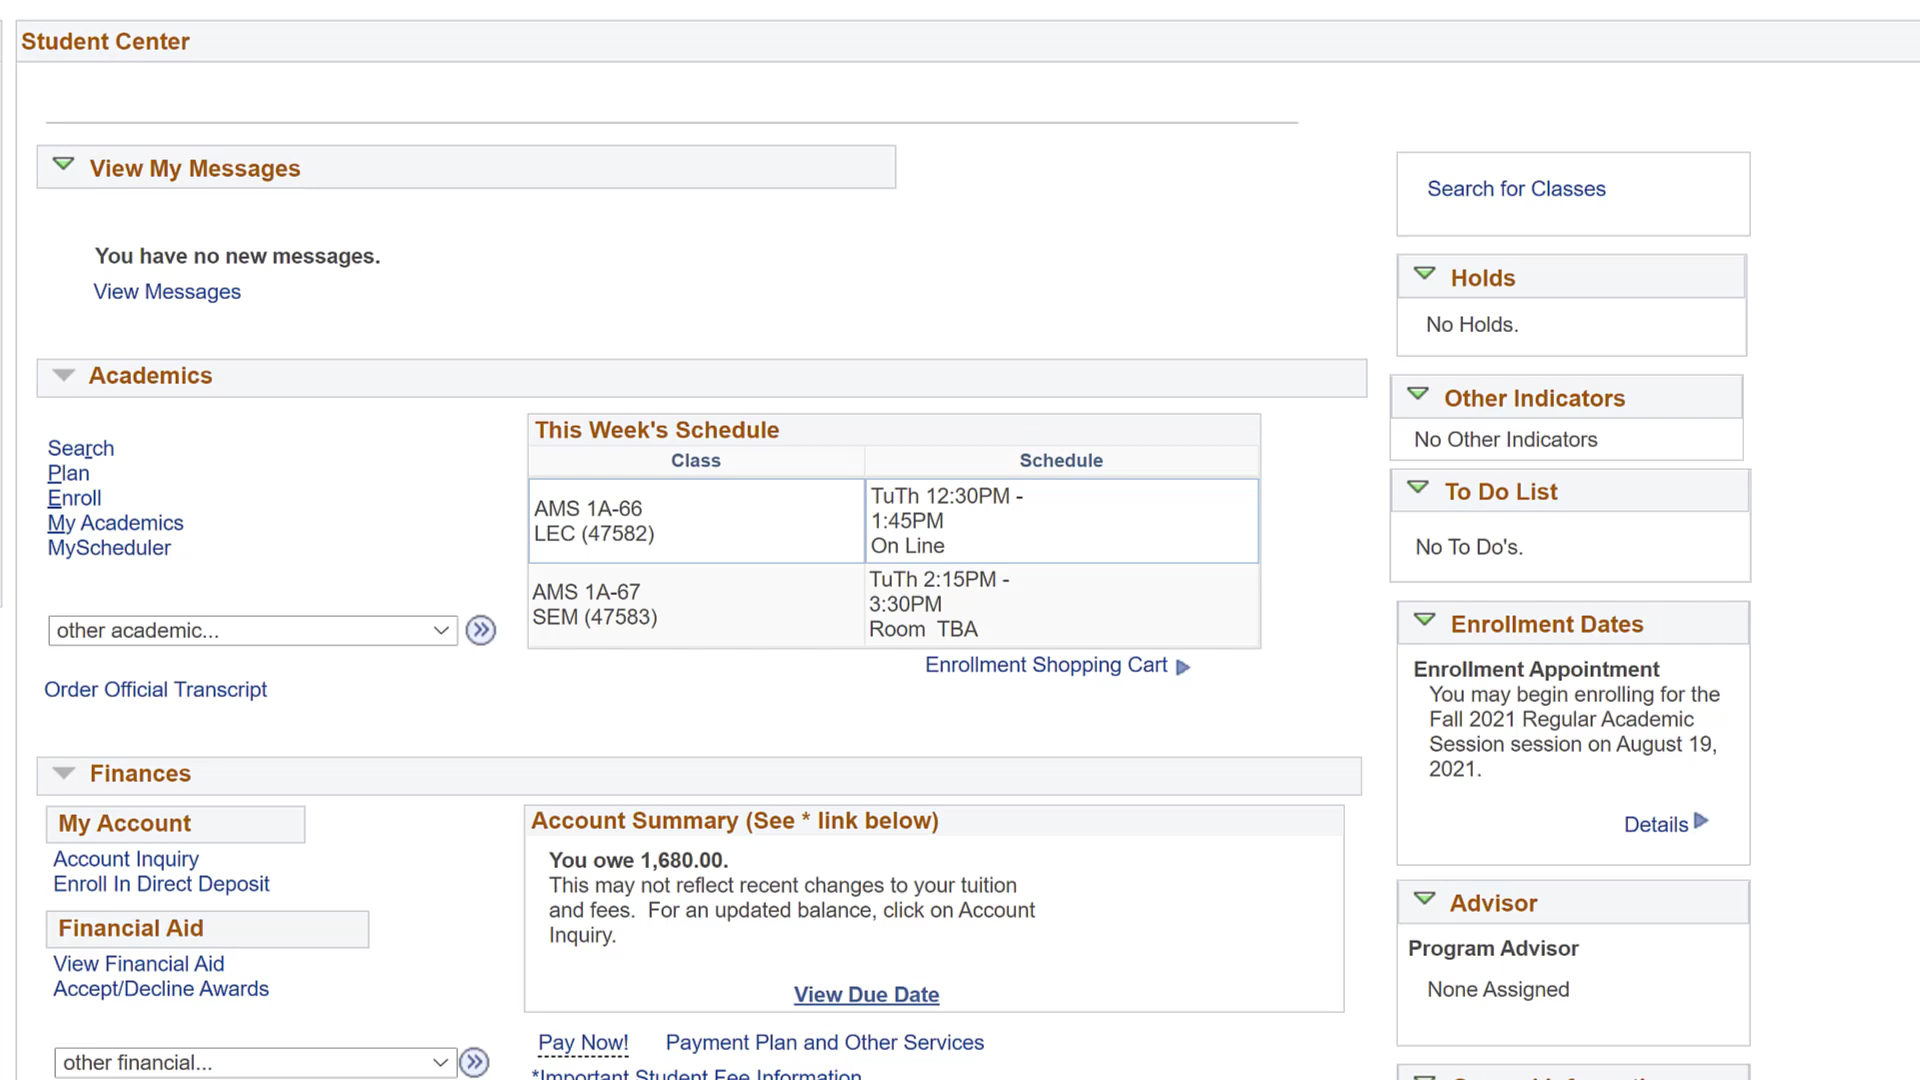 Student Center
View My Messages
You have no new messages.
View Messages
Academics
Search
Plan
Enroll
My Academics
MyScheduler
other academic...
Order Official Transcript
This Week's Schedule
Class Schedule
AMS 1A-66
LEC (47582)
TuTh 12:30PM -
1:45PM
On Line
AMS 1A-67
SEM (47583)
TuTh 2:15PM -
3:30PM
Room TBA
Enrollment Shopping Cart
Finances
My Account
Account Inquiry
Enroll In Direct Deposit
Financial Aid
View Financial Aid
Accept/Decline Awards
other financial...
Account Summary (See * link below)
You owe 1,680.00.
This may not reflect recent changes to your tuition
and fees. For an updated balance, click on Account
Inquiry.
View Due Date
Pay Now! Payment Plan and Other Services
*Important Student Fee Information
Search for Classes
Holds
No Holds.
Other Indicators
No Other Indicators
To Do List
No To Do's.
Enrollment Dates
Enrollment Appointment
You may begin enrolling for the
Fall 2021 Regular Academic
Session session on August 19,
2021.
Details
Advisor
Program Advisor
None Assigned